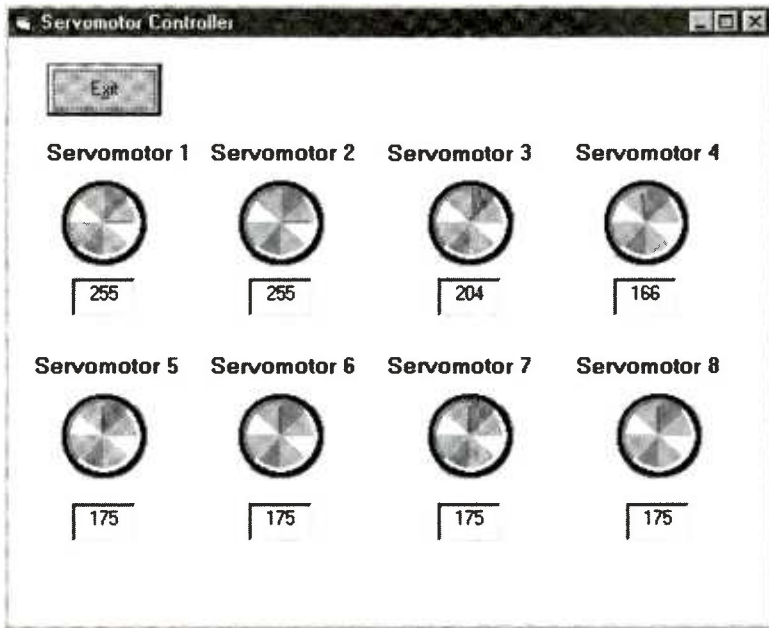 Servomotor Controller
Exit
Servomotor 1 Servomotor 2 Servomotor 3 Servomotor 4
255 255 204 166
Servomotor 5 Servomotor 6 Servomotor 7 Servomotor 8
175 175 175 175